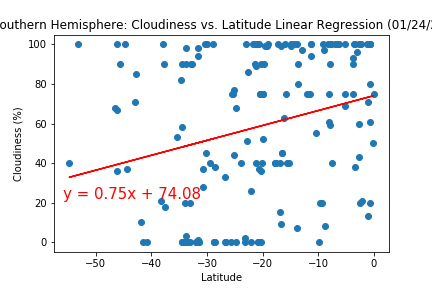 outhern Hemisphere: Cloudiness vs. Latitude Linear Regression (01/24/
100
80
60
40
20
0
Cloudiness (%)
y = 0.75x + 74.08
−50 −40 −30 −20 −10 0
Latitude